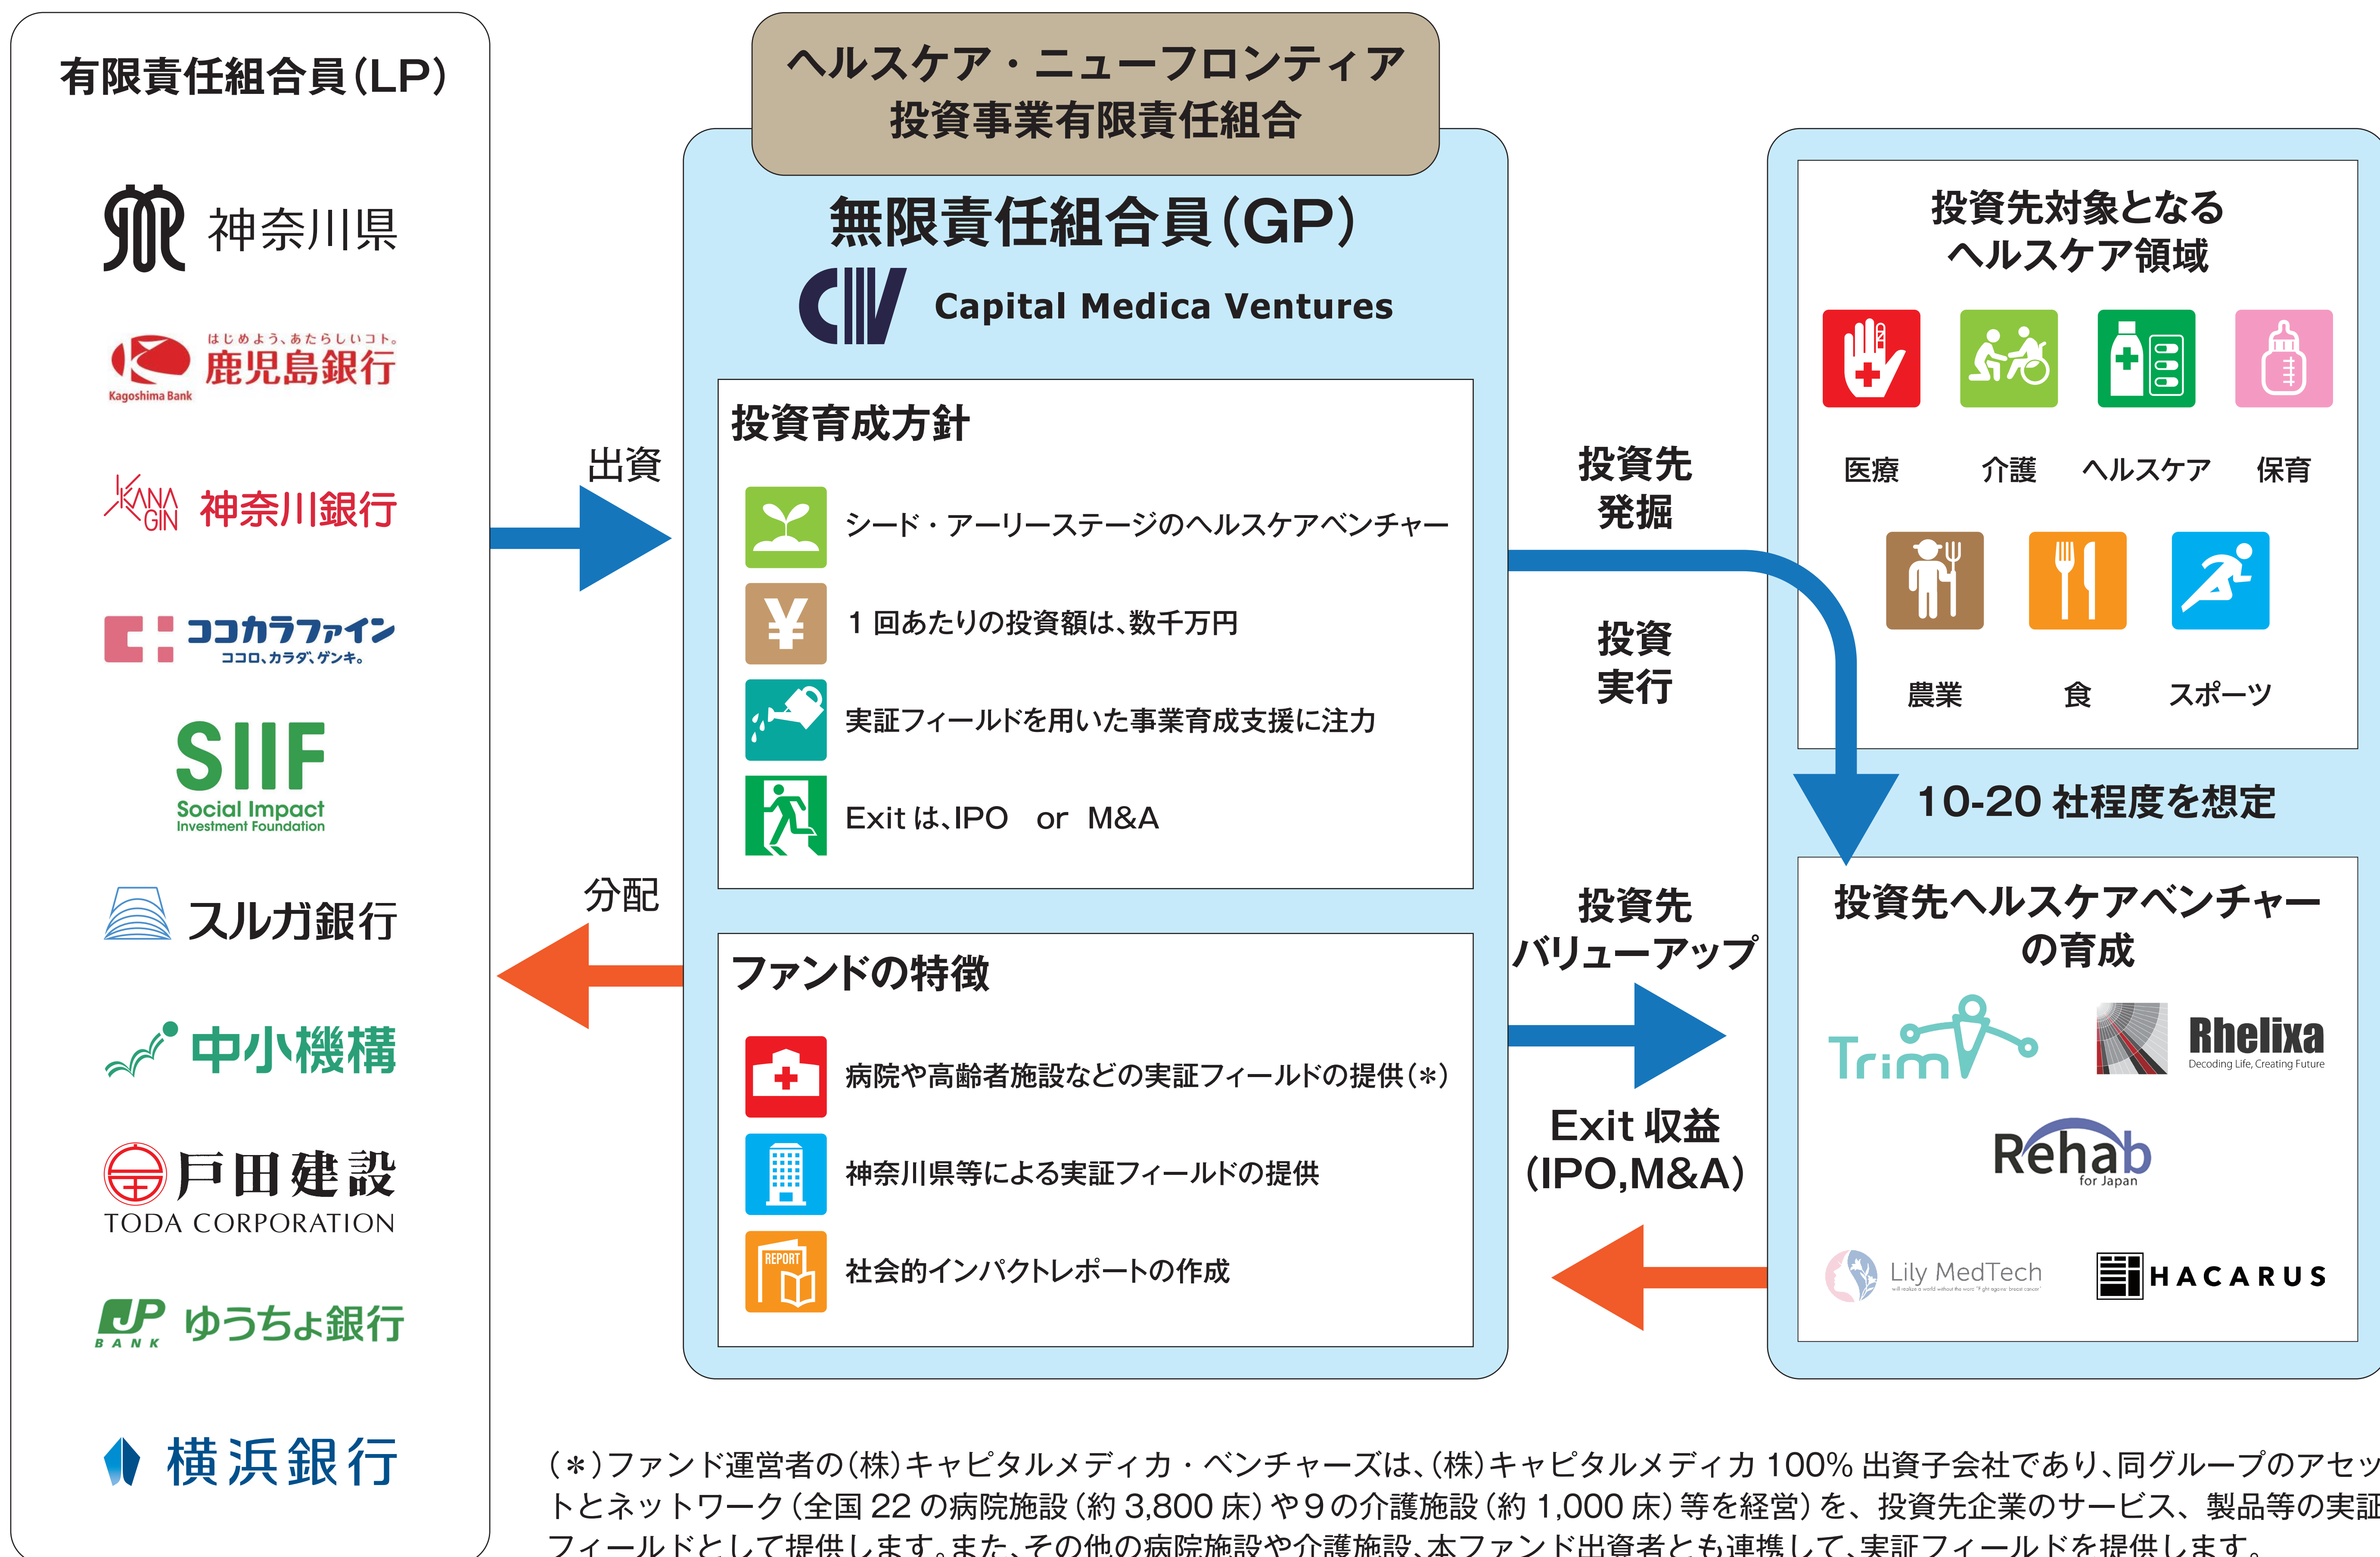 有限責任組合員(LP)
神奈川県
はじめよう、あたらしいコト。
鹿児島銀行
Kagoshima Bank
KANAGIN
神奈川銀行
ココカラファイン
ココロ、カラダ、ゲンキ。
SIIF
Social Impact
Investment Foundation
スルガ銀行
中小機構
戸田建設
TODA CORPORATION
JP
BANK
ゆうちょ銀行
横浜銀行
出資
分配
ヘルスケア・ニューフロンティア
投資事業有限責任組合
無限責任組合員(GP)
CMV Capital Medica Ventures
投資育成方針
シード・アーリーステージのヘルスケアベンチャー
¥
1 回あたりの投資額は、数千万円
実証フィールドを用いた事業育成支援に注力
Exit は、IPO or M&A
ファンドの特徴
病院や高齢者施設などの実証フィールドの提供(＊)
神奈川県等による実証フィールドの提供
REPORT
社会的インパクトレポートの作成
投資先
発掘
投資
実行
投資先
バリューアップ
Exit 収益
(IPO,M&A)
投資先対象となる
ヘルスケア領域
医療 介護 ヘルスケア 保育
農業 食 スポーツ
10-20 社程度を想定
投資先ヘルスケアベンチャー
の育成
Trim
Rhelixa
Decoding Life, Creating Future
Rehab
for Japan
Lily MedTech
will realize a world without the word "Fight against breast cancer"
HACARUS
(＊)ファンド運営者の(株)キャピタルメディカ・ベンチャーズは、(株)キャピタルメディカ 100% 出資子会社であり、同グループのアセッ
トとネットワーク(全国 22 の病院施設(約 3,800 床)や9の介護施設(約 1,000 床)等を経営)を、投資先企業のサービス、製品等の実証
フィールドとして提供します。また、その他の病院施設や介護施設、本ファンド出資者とも連携して、実証フィールドを提供します。